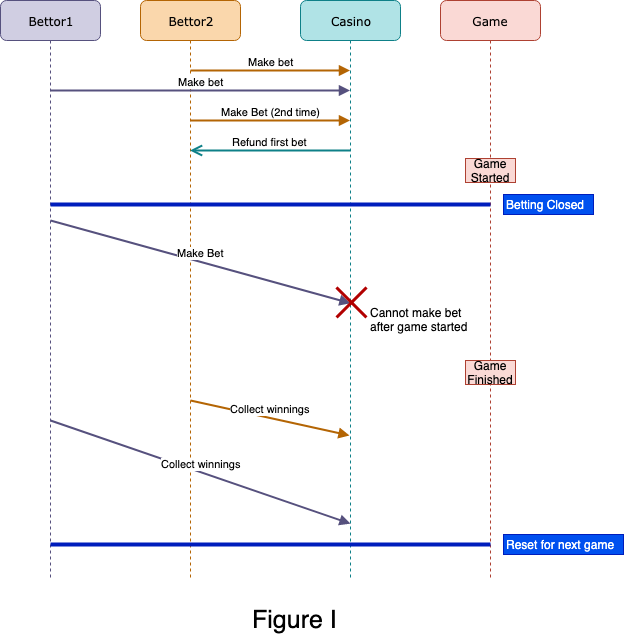 Bettor1
Bettor2
Casino
Game
Make bet
Make bet
Make Bet (2nd time)
Refund first bet
Game
Started
Betting Closed
Make Bet
Cannot make bet
after game started
Game
Finished
Collect winnings
Collect winnings
Reset for next game
Figure I